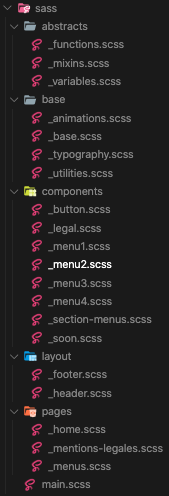 sass
abstracts
_functions.scss
_mixins.scss
_variables.scss
base
_animations.scss
_base.scss
_typography.scss
_utilities.scss
components
_button.scss
_legal.scss
_menu1.scss
_menu2.scss
_menu3.scss
_menu4.scss
_section-menus.scss
_soon.scss
layout
_footer.scss
_header.scss
pages
_home.scss
_mentions-legales.scss
_menus.scss
main.scss